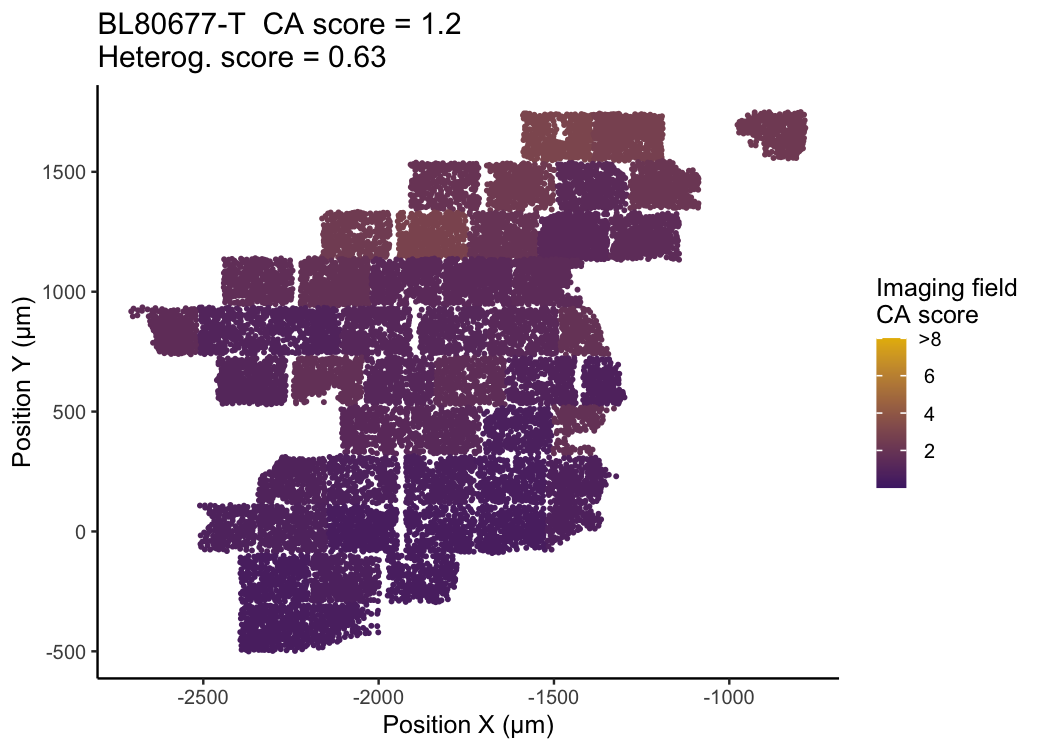 BL80677-T  CA score = 1.2
Heterog. score = 0.63
1500
1000
500
0
-500
Position Y (μm)
-2500
-2000
-1500
-1000
Position X (μm)
Imaging field
CA score
>8
6
4
2